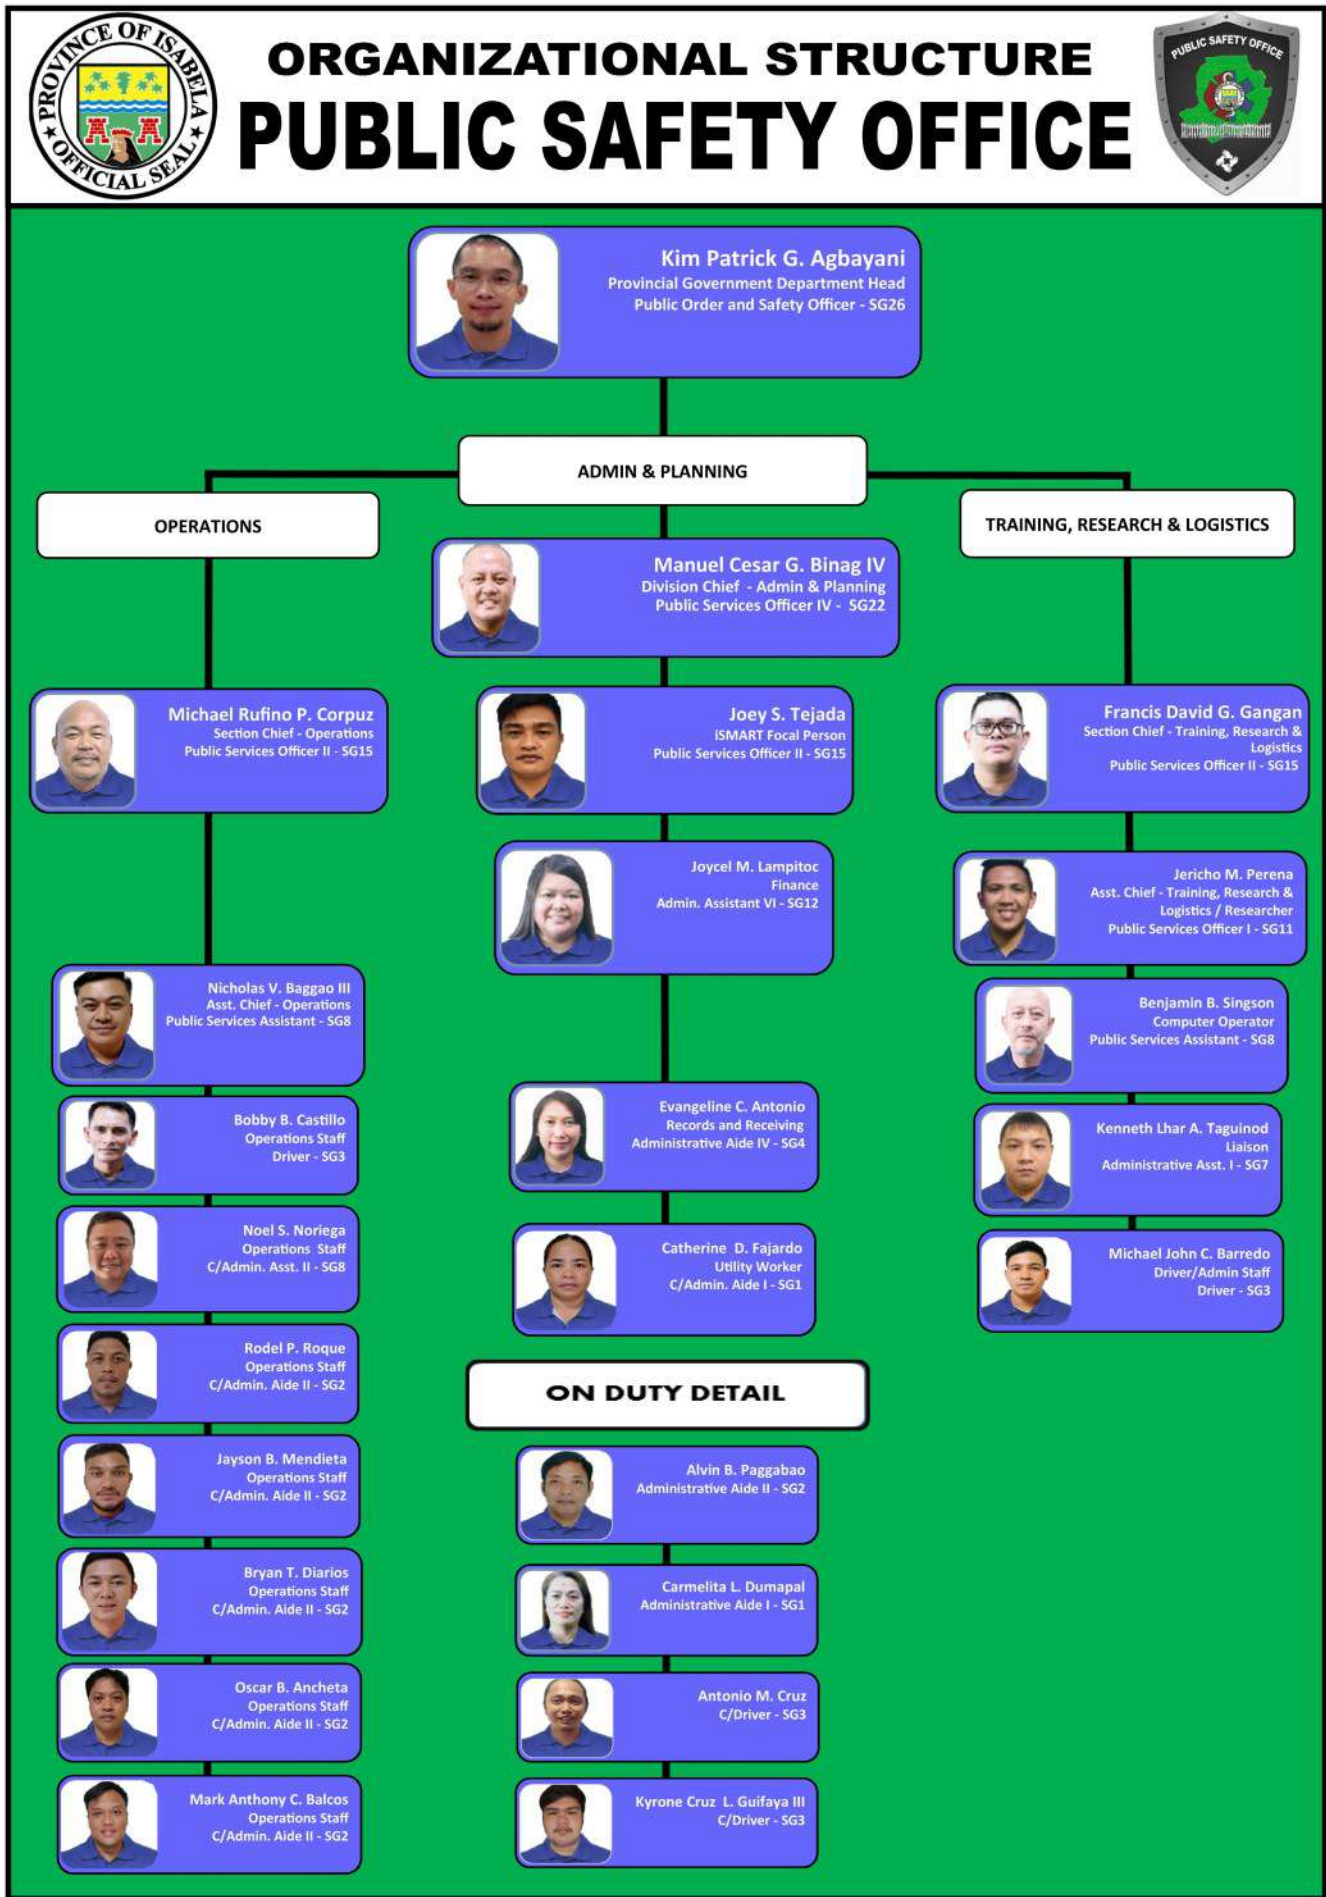 PROVINCE OF ISABELA
OFFICIAL SEAL
ORGANIZATIONAL STRUCTURE
PUBLIC SAFETY OFFICE
PUBLIC SAFETY OFFICE
Kim Patrick G. Agbayani
Provincial Government Department Head
Public Order and Safety Officer - SG26
ADMIN & PLANNING
OPERATIONS
TRAINING, RESEARCH & LOGISTICS
Manuel Cesar G. Binag IV
Division Chief - Admin & Planning
Public Services Officer IV - SG22
Michael Rufino P. Corpuz
Section Chief - Operations
Public Services Officer II - SG15
Joey S. Tejada
iSMART Focal Person
Public Services Officer II - SG15
Francis David G. Gangan
Section Chief - Training, Research &
Logistics
Public Services Officer II - SG15
Joycel M. Lampitoc
Finance
Admin. Assistant VI - SG12
Jericho M. Perena
Asst. Chief - Training, Research &
Logistics / Researcher
Public Services Officer I - SG11
Nicholas V. Baggao III
Asst. Chief - Operations
Public Services Assistant - SG8
Benjamin B. Singson
Computer Operator
Public Services Assistant - SG8
Bobby B. Castillo
Operations Staff
Driver - SG3
Evangeline C. Antonio
Records and Receiving
Administrative Aide IV - SG4
Kenneth Lhar A. Taguinod
Liaison
Administrative Asst. I - SG7
Noel S. Noriega
Operations Staff
C/Admin. Asst. II - SG8
Catherine D. Fajardo
Utility Worker
C/Admin. Aide I - SG1
Michael John C. Barredo
Driver/Admin Staff
Driver - SG3
Rodel P. Roque
Operations Staff
C/Admin. Aide II - SG2
ON DUTY DETAIL
Jayson B. Mendieta
Operations Staff
C/Admin. Aide II - SG2
Alvin B. Paggabao
Administrative Aide II - SG2
Bryan T. Diarios
Operations Staff
C/Admin. Aide II - SG2
Carmelita L. Dumapal
Administrative Aide I - SG1
Oscar B. Ancheta
Operations Staff
C/Admin. Aide II - SG2
Antonio M. Cruz
C/Driver - SG3
Mark Anthony C. Balcos
Operations Staff
C/Admin. Aide II - SG2
Kyrone Cruz L. Guifaya III
C/Driver - SG3